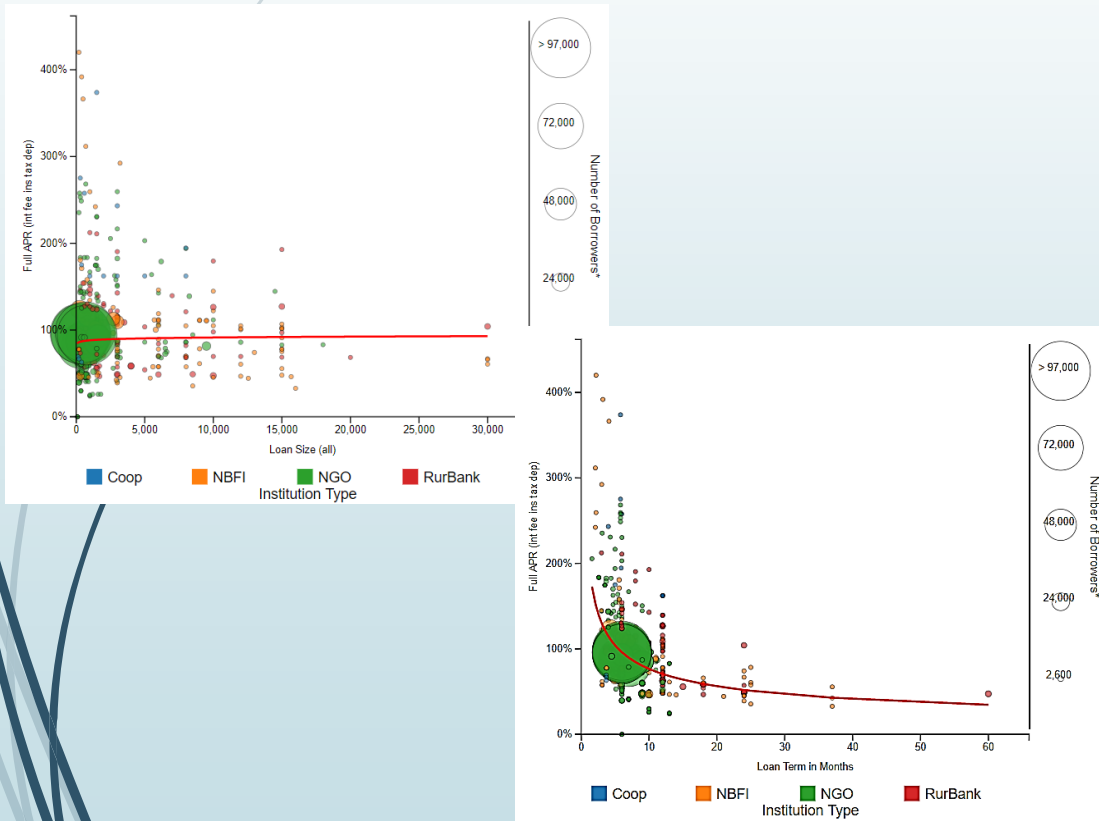 400%
300%
200%
100%
0%
Full APR (int fee ins tax dep)
0
5,000
10,000
15,000
20,000
25,000
30,000
Loan Size (all)
Coop
NBFI
NGO
RurBank
Institution Type
> 97,000
72,000
48,000
24,000
Number of Borrowers*
400%
300%
200%
100%
0%
Full APR (int fee ins tax dep)
0
10
20
30
40
50
60
Loan Term in Months
Coop
NBFI
NGO
RurBank
Institution Type
> 97,000
72,000
48,000
24,000
2,600
Number of Borrowers*